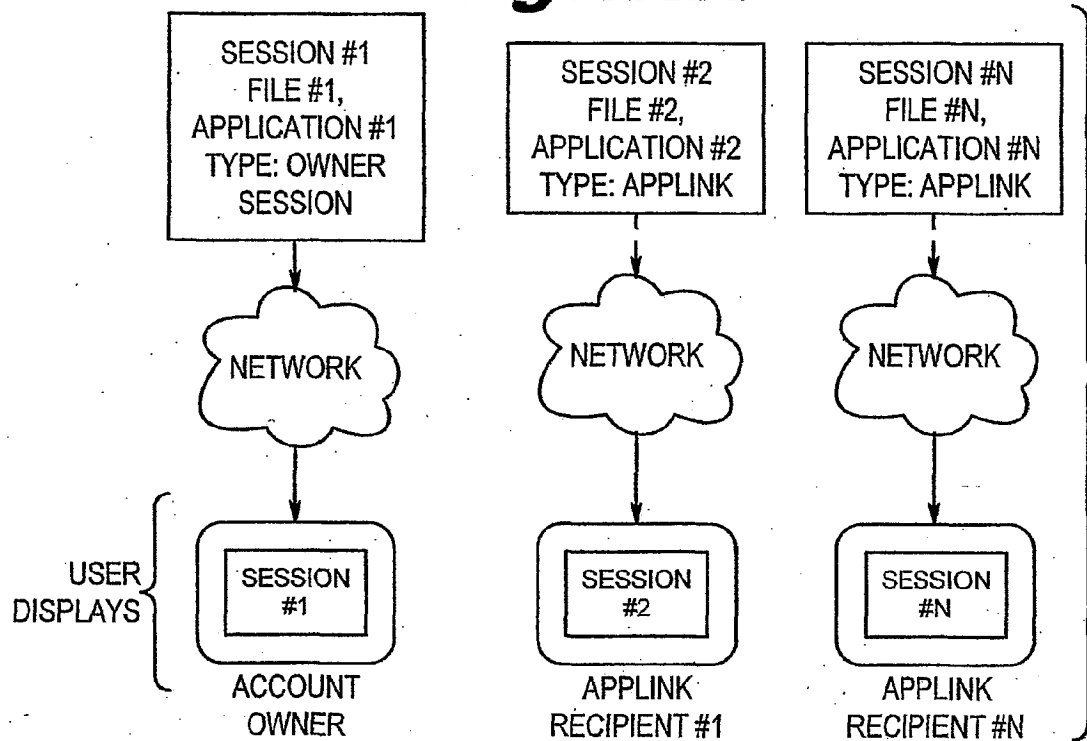 SESSION #1
FILE #1,
APPLICATION #1
TYPE: OWNER
SESSION
SESSION #2
FILE #2,
APPLICATION #2
TYPE: APPLINK
SESSION #N
FILE #N,
APPLICATION #N
TYPE: APPLINK
NETWORK
NETWORK
NETWORK
USER
DISPLAYS
SESSION
#1
SESSION
#2
SESSION
#N
ACCOUNT
OWNER
APPLINK
RECIPIENT #1
APPLINK
RECIPIENT #N